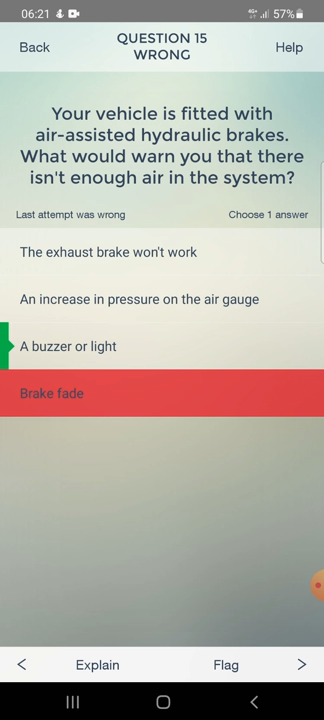 06:21 4G+ 57%
Back QUESTION 15 Help
WRONG
Your vehicle is fitted with
air-assisted hydraulic brakes.
What would warn you that there
isn't enough air in the system?
Last attempt was wrong Choose 1 answer
The exhaust brake won't work
An increase in pressure on the air gauge
A buzzer or light
Brake fade
< Explain Flag >